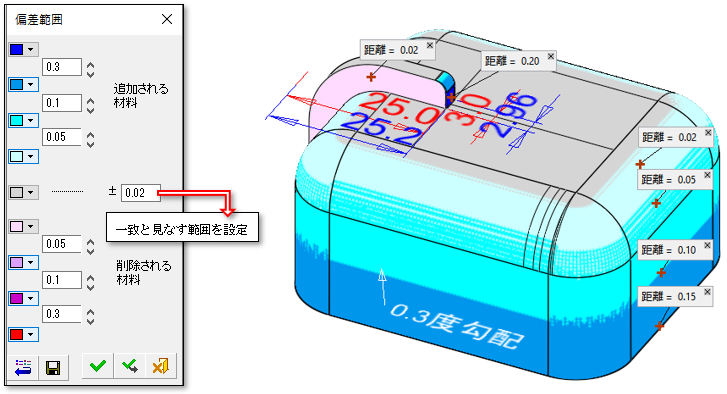 偏差範囲
0.3
追加される
材料
0.1
0.05
± 0.02
一致と見なす範囲を設定
0.05
削除される
材料
0.1
0.3
距離 = 0.02
距離 = 0.20
25.0
25.2
3.0
2.96
距離 = 0.02
距離 = 0.05
距離 = 0.10
距離 = 0.15
0.3度勾配